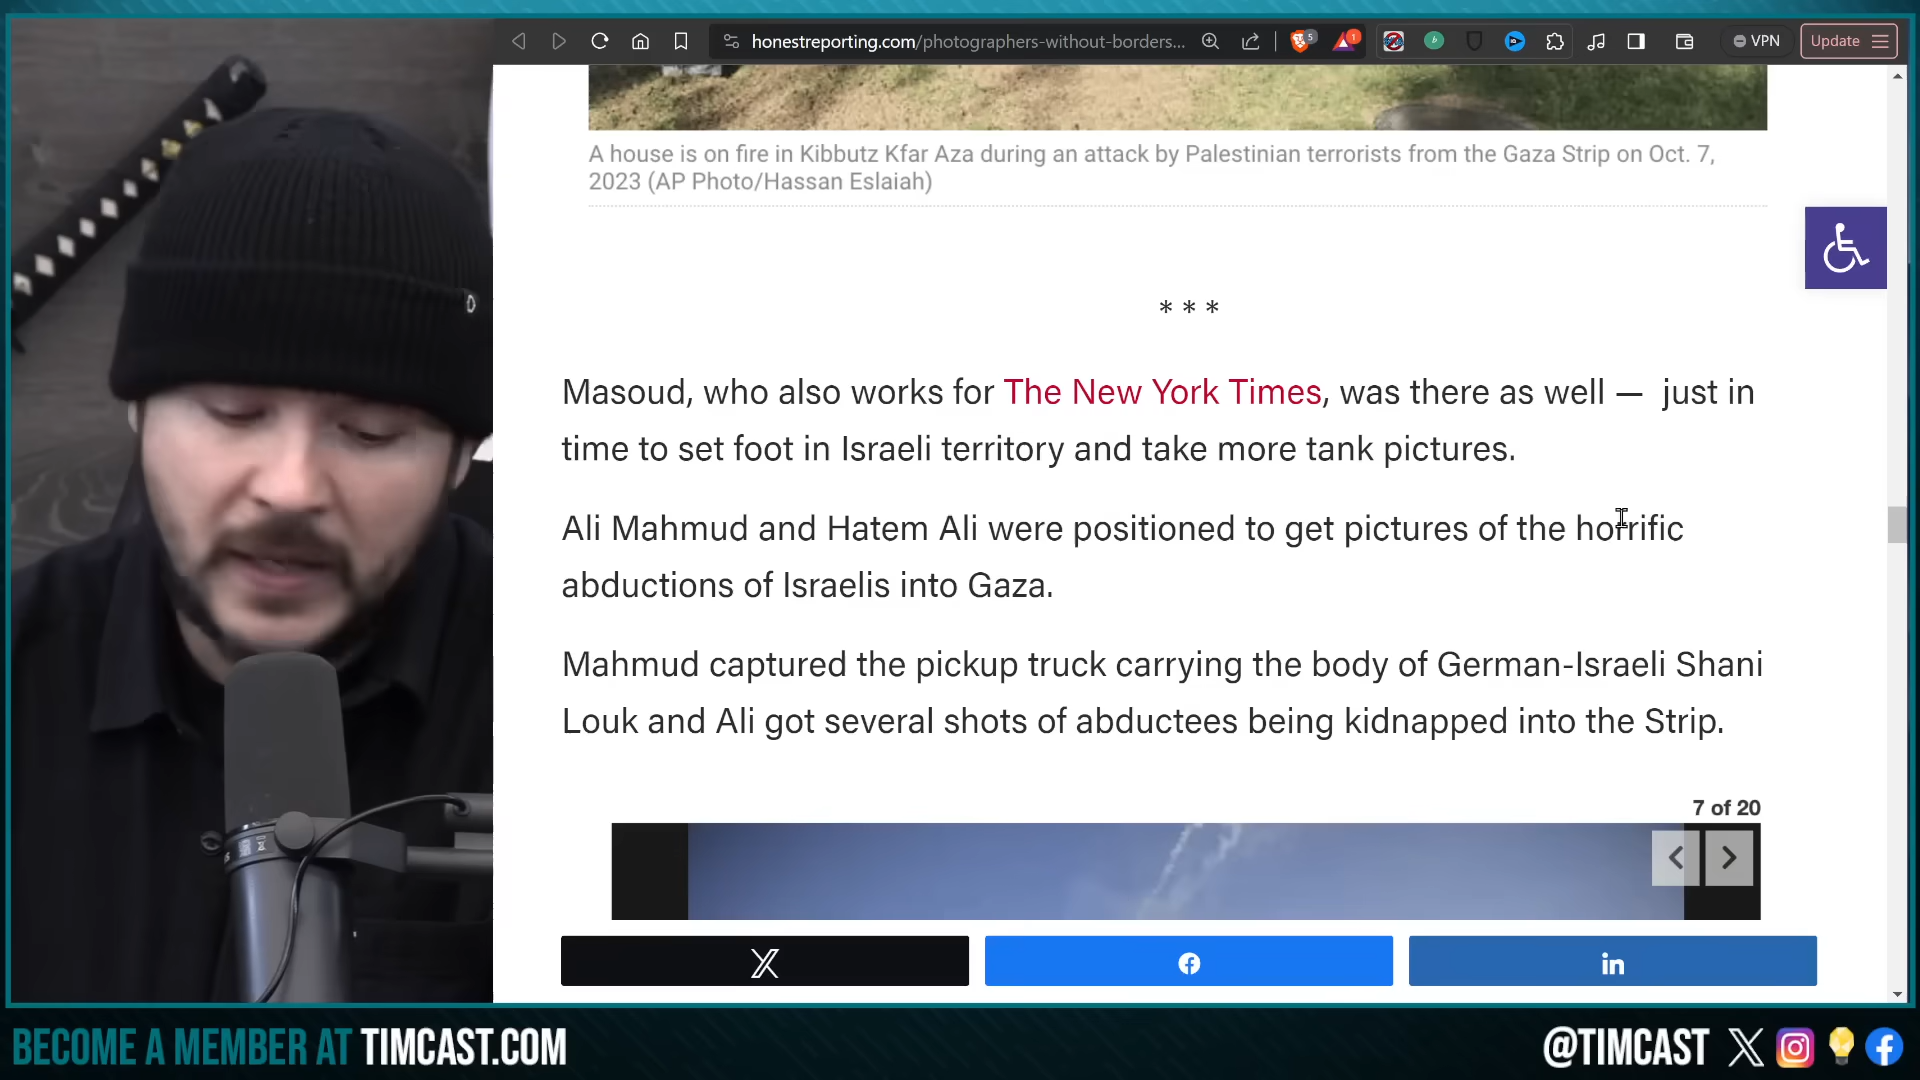 honestreporting.com/photographers-without-borders...
5
1
VPN
Update
A house is on fire in Kibbutz Kfar Aza during an attack by Palestinian terrorists from the Gaza Strip on Oct. 7,
2023 (AP Photo/Hassan Eslaiah)
* * *
Masoud, who also works for The New York Times, was there as well — just in
time to set foot in Israeli territory and take more tank pictures.
Ali Mahmud and Hatem Ali were positioned to get pictures of the horrific
abductions of Israelis into Gaza.
Mahmud captured the pickup truck carrying the body of German-Israeli Shani
Louk and Ali got several shots of abductees being kidnapped into the Strip.
7 of 20
BECOME A MEMBER AT TIMCAST.COM
@TIMCAST